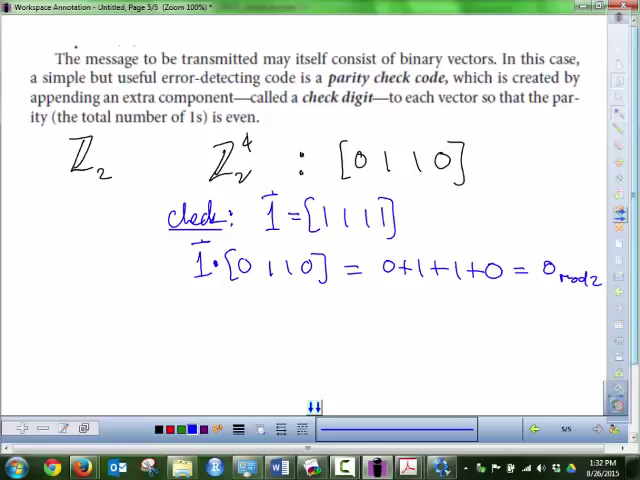 Workspace Annotation - Untitled, Page 5/5 (Zoom 100%) *
The message to be transmitted may itself consist of binary vectors. In this case,
a simple but useful error-detecting code is a parity check code, which is created by
appending an extra component—called a check digit—to each vector so that the par-
ity (the total number of 1s) is even.
ℤ₂ ℤ₂⁴ : [0 1 1 0]
check: 1⃗ = [1 1 1 1]
1⃗ · [0 1 1 0] = 0+1+1+0 = 0 mod 2
5/5
1:32 PM
8/26/2015